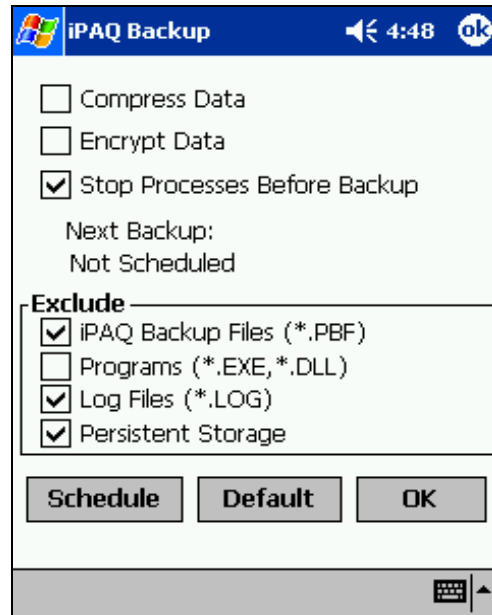 iPAQ Backup 4:48 ok
Compress Data
Encrypt Data
Stop Processes Before Backup
Next Backup:
Not Scheduled
Exclude
iPAQ Backup Files (*.PBF)
Programs (*.EXE,*.DLL)
Log Files (*.LOG)
Persistent Storage
Schedule Default OK